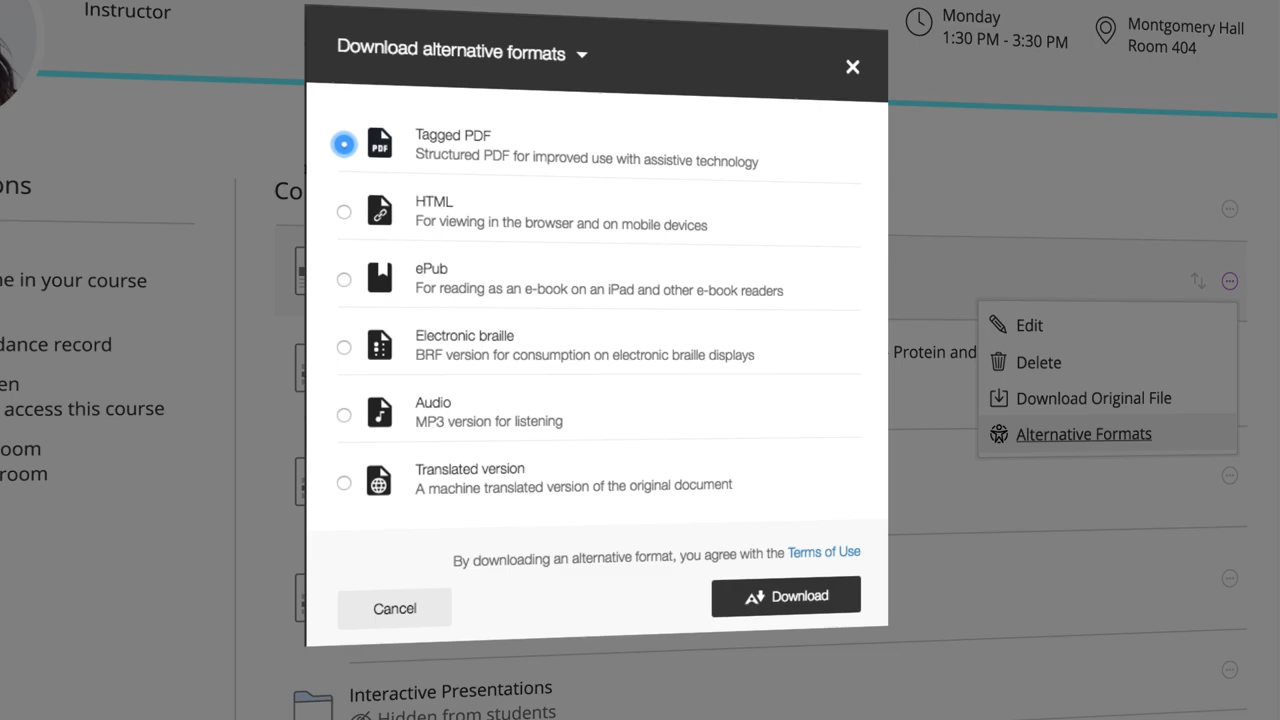 Instructor
Monday
1:30 PM - 3:30 PM
Montgomery Hall
Room 404
Download alternative formats
PDF
Tagged PDF
Structured PDF for improved use with assistive technology
HTML
For viewing in the browser and on mobile devices
ePub
For reading as an e-book on an iPad and other e-book readers
Electronic braille
BRF version for consumption on electronic braille displays
Audio
MP3 version for listening
Translated version
A machine translated version of the original document
By downloading an alternative format, you agree with the Terms of Use
Cancel
Download
ons
Co
ne in your course
dance record
en
access this course
oom
room
Protein and
Edit
Delete
Download Original File
Alternative Formats
Interactive Presentations
Hidden from students